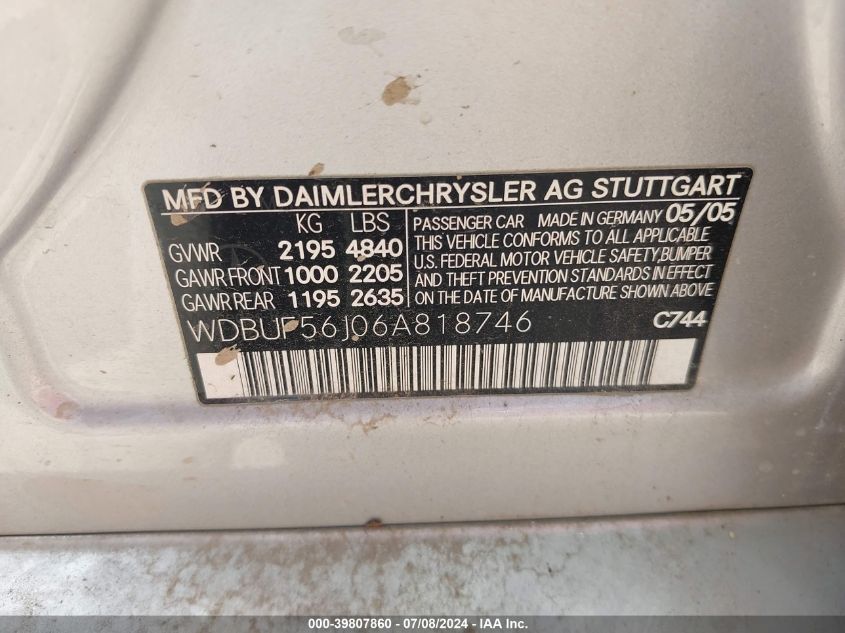 MFD BY DAIMLERCHRYSLER AG STUTTGART
KG LBS
GVWR 2195 4840
GAWR FRONT 1000 2205
GAWR REAR 1195 2635
PASSENGER CAR MADE IN GERMANY 05/05
THIS VEHICLE CONFORMS TO ALL APPLICABLE
U.S. FEDERAL MOTOR VEHICLE SAFETY,BUMPER
AND THEFT PREVENTION STANDARDS IN EFFECT
ON THE DATE OF MANUFACTURE SHOWN ABOVE
WDBUF56J06A818746 C744
000-39807860 / 07/08/2024 - IAA Inc.